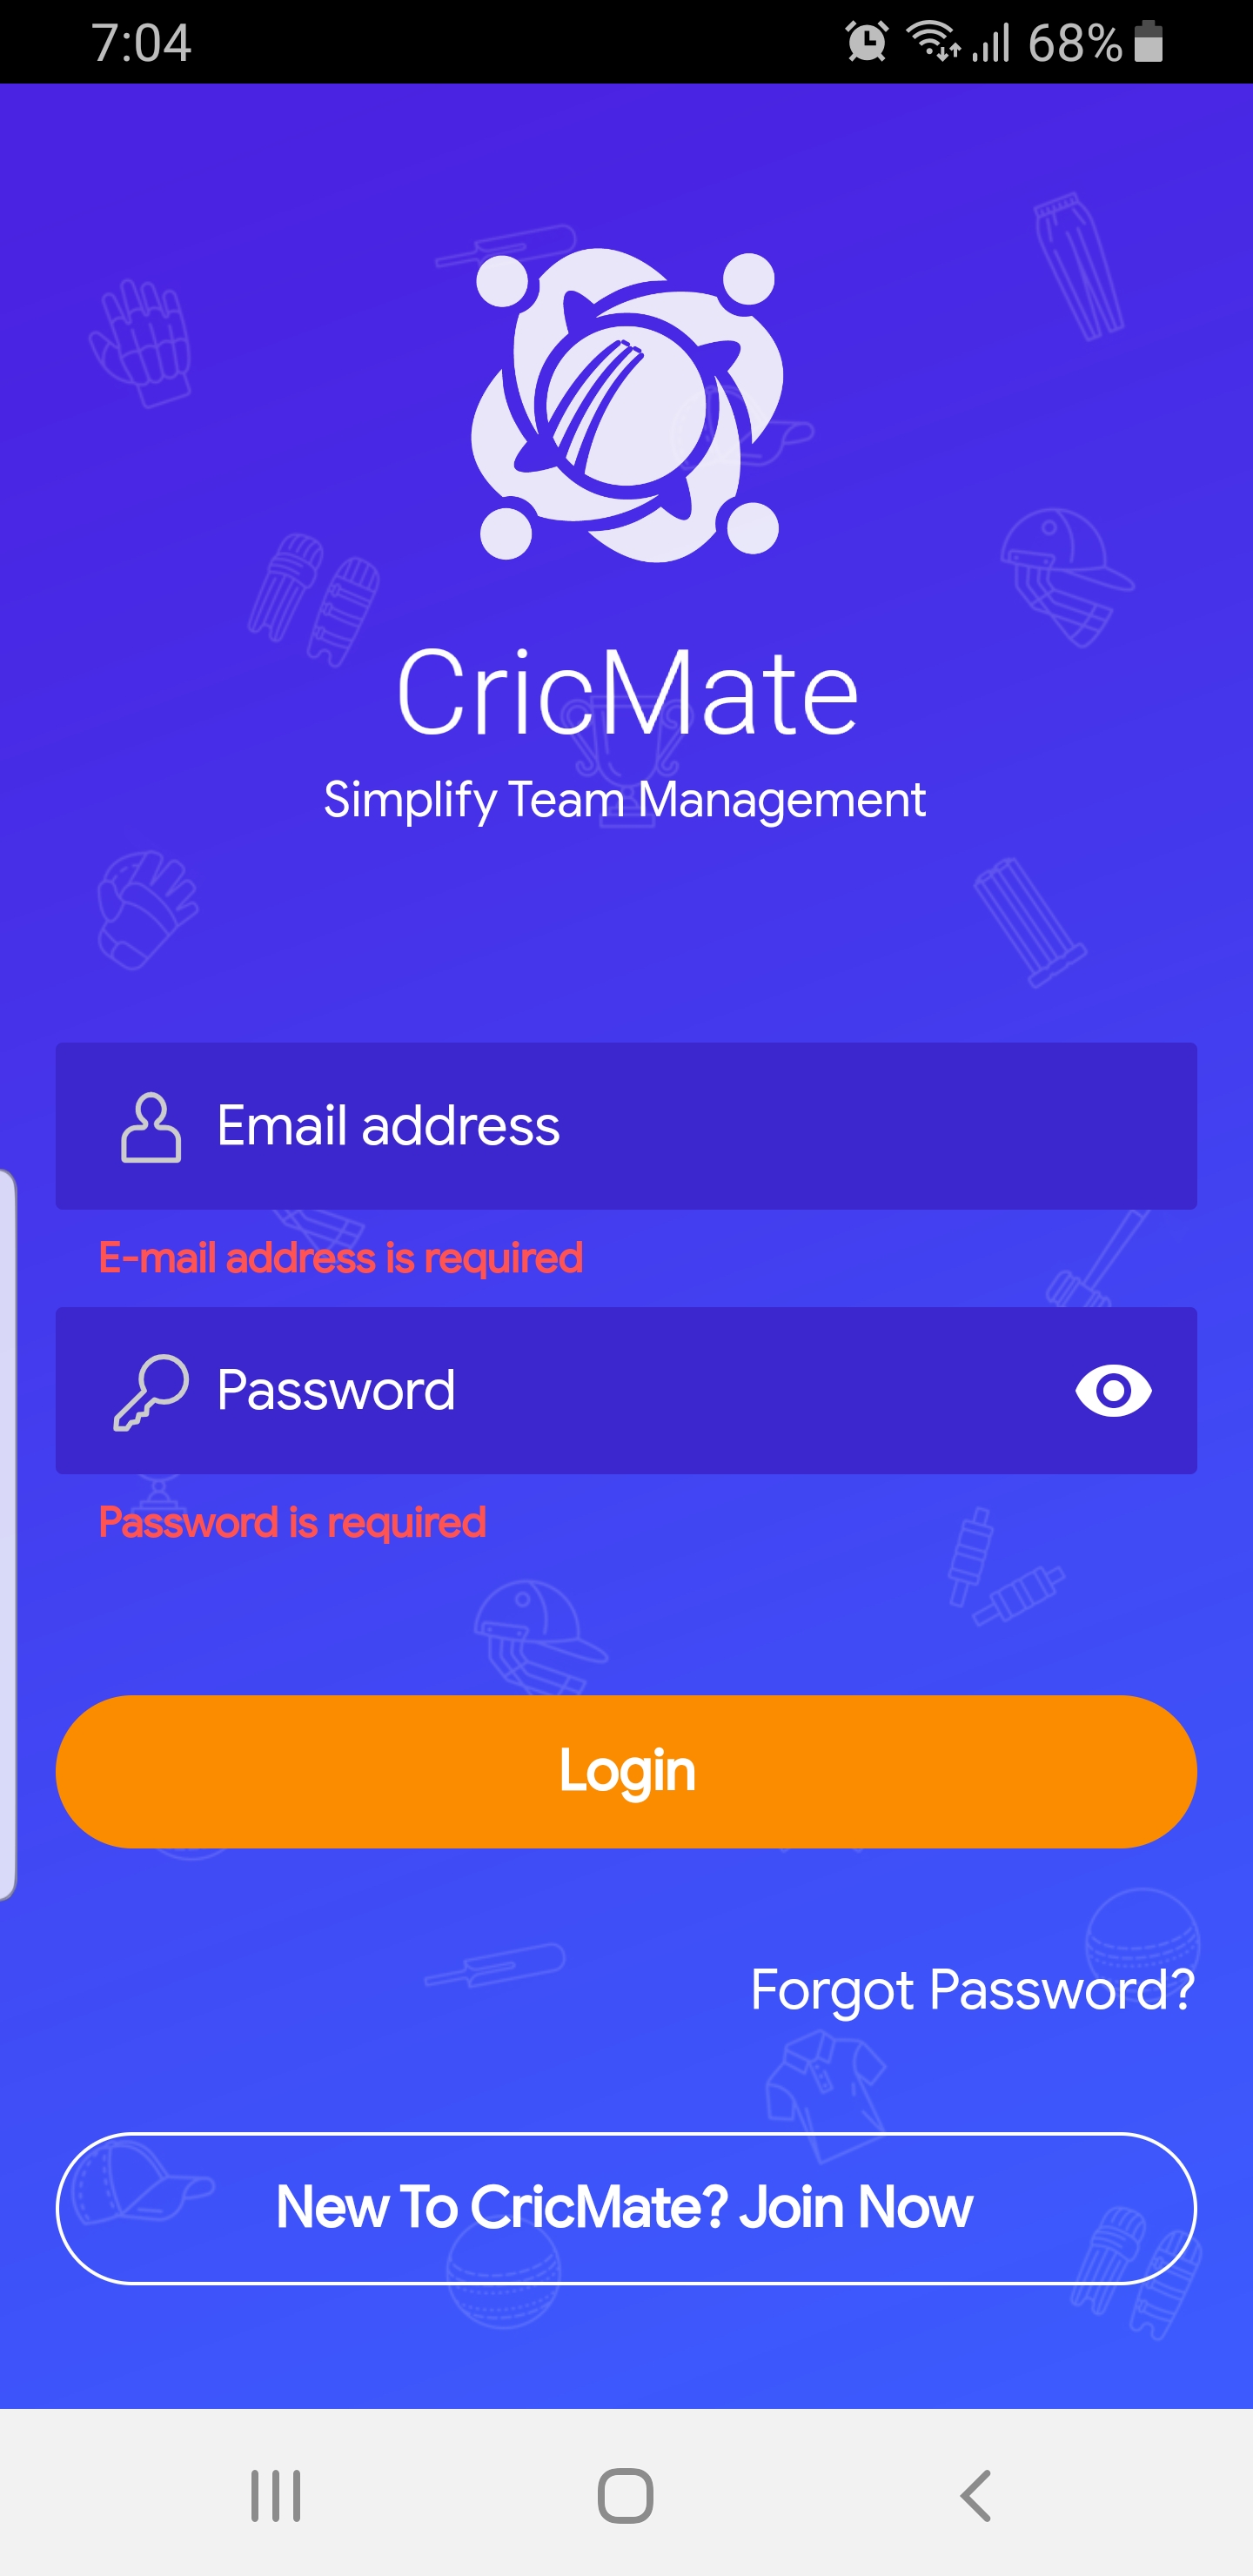 7:04 68%
CricMate
Simplify Team Management
Email address
E-mail address is required
Password
Password is required
Login
Forgot Password?
New To CricMate? Join Now